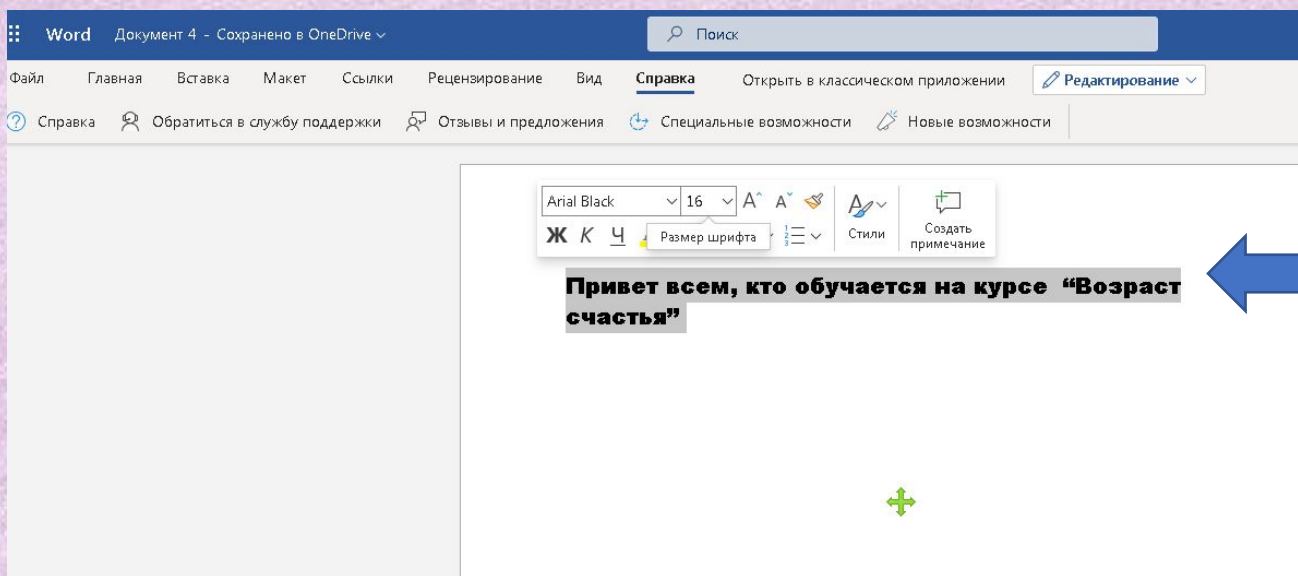 Word Документ 4 - Сохранено в OneDrive
Поиск
Файл Главная Вставка Макет Ссылки Рецензирование Вид Справка Открыть в классическом приложении Редактирование
Справка Обратиться в службу поддержки Отзывы и предложения Специальные возможности Новые возможности
Arial Black 16
Ж К Ч
Размер шрифта
Стили
Создать
примечание
Привет всем, кто обучается на курсе “Возраст
счастья”